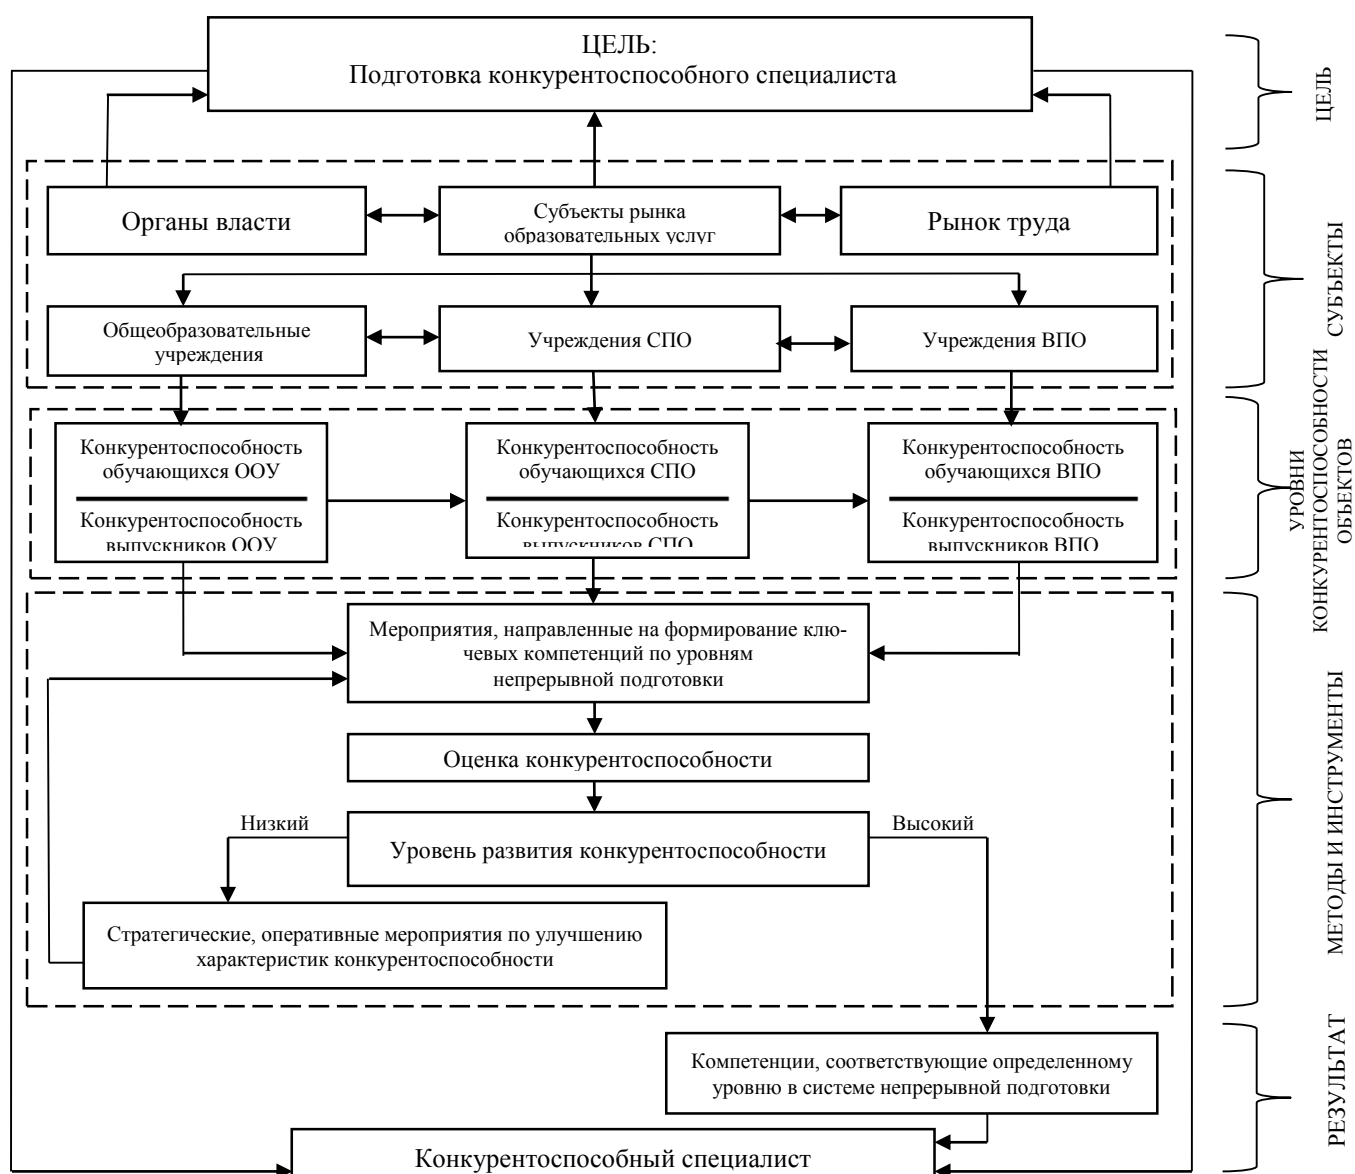 ЦЕЛЬ:
Подготовка конкурентоспособного специалиста
ЦЕЛЬ
Органы власти
Субъекты рынка
образовательных услуг
Рынок труда
СУБЪЕКТЫ
Общеобразовательные
учреждения
Учреждения СПО
Учреждения ВПО
Конкурентоспособность
обучающихся ООУ
Конкурентоспособность
выпускников ООУ
Конкурентоспособность
обучающихся СПО
Конкурентоспособность
выпускников СПО
Конкурентоспособность
обучающихся ВПО
Конкурентоспособность
выпускников ВПО
УРОВНИ
КОНКУРЕНТОСПОСОБНОСТИ
ОБЪЕКТОВ
Мероприятия, направленные на формирование клю-
чевых компетенций по уровням
непрерывной подготовки
Оценка конкурентоспособности
Низкий
Высокий
Уровень развития конкурентоспособности
Стратегические, оперативные мероприятия по улучшению
характеристик конкурентоспособности
МЕТОДЫ И ИНСТРУМЕНТЫ
Компетенции, соответствующие определенному
уровню в системе непрерывной подготовки
Конкурентоспособный специалист
РЕЗУЛЬТАТ